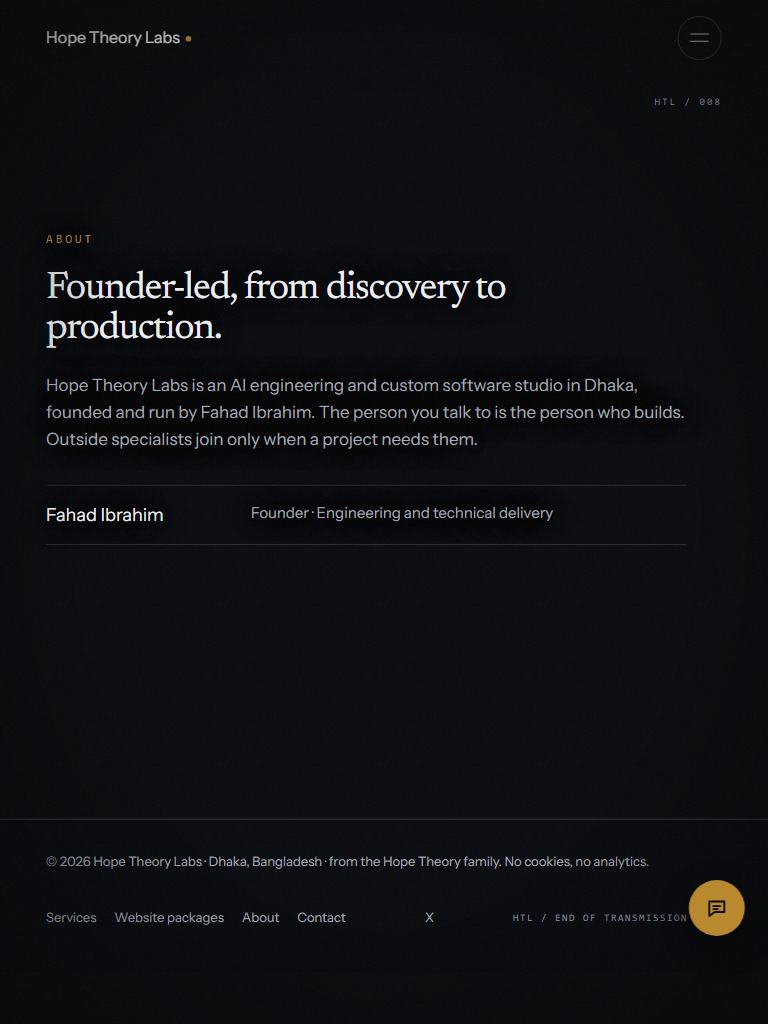 Hope Theory Labs
HTL / 008
ABOUT
Founder-led, from discovery to
production.
Hope Theory Labs is an AI engineering and custom software studio in Dhaka,
founded and run by Fahad Ibrahim. The person you talk to is the person who builds.
Outside specialists join only when a project needs them.
Fahad Ibrahim Founder · Engineering and technical delivery
© 2026 Hope Theory Labs · Dhaka, Bangladesh · from the Hope Theory family. No cookies, no analytics.
Services Website packages About Contact X HTL / END OF TRANSMISSION